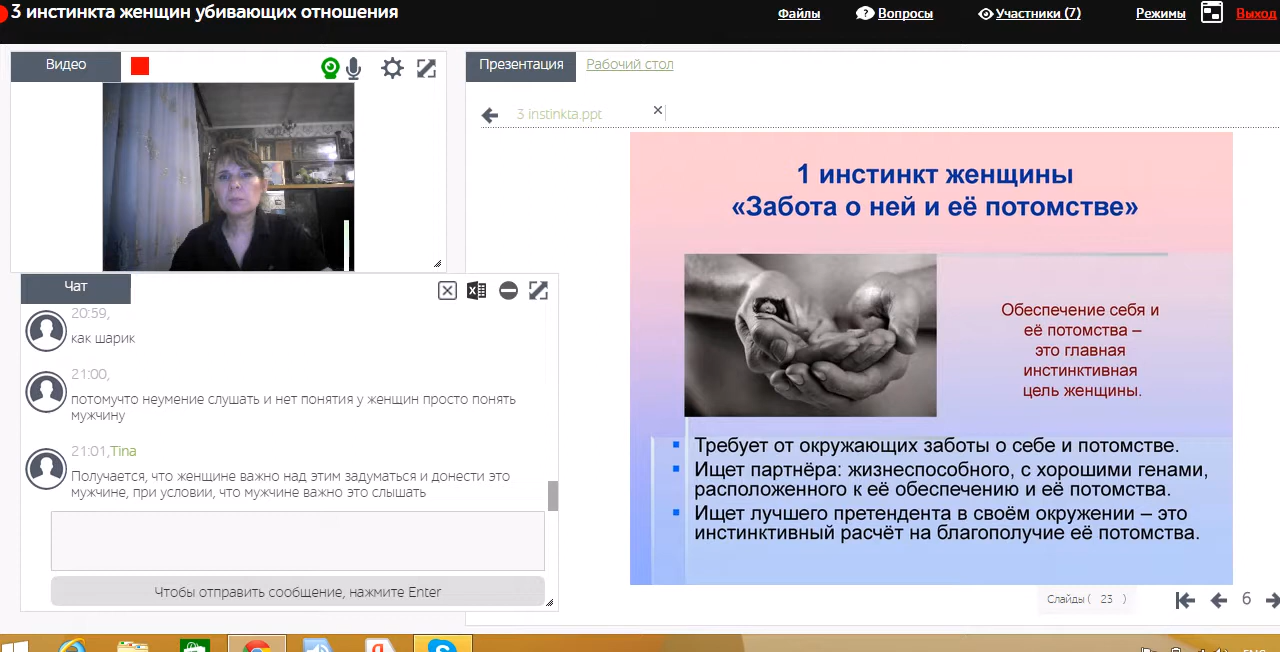 3 инстинкта женщин убивающих отношения
Файлы
Вопросы
Участники (7)
Режимы
Выход
Видео
Презентация
Рабочий стол
3 instinkta.ppt
1 инстинкт женщины
«Забота о ней и её потомстве»
Обеспечение себя и
её потомства –
это главная
инстинктивная
цель женщины.
Требует от окружающих заботы о себе и потомстве.
Ищет партнёра: жизнеспособного, с хорошими генами,
расположенного к её обеспечению и её потомства.
Ищет лучшего претендента в своём окружении – это
инстинктивный расчёт на благополучие её потомства.
Слайды ( 23 )
6
Чат
20:59,
как шарик
21:00,
потомучто неумение слушать и нет понятия у женщин просто понять
мужчину
21:01,Tina
Получается, что женщине важно над этим задуматься и донести это
мужчине, при условии, что мужчине важно это слышать
Чтобы отправить сообщение, нажмите Enter